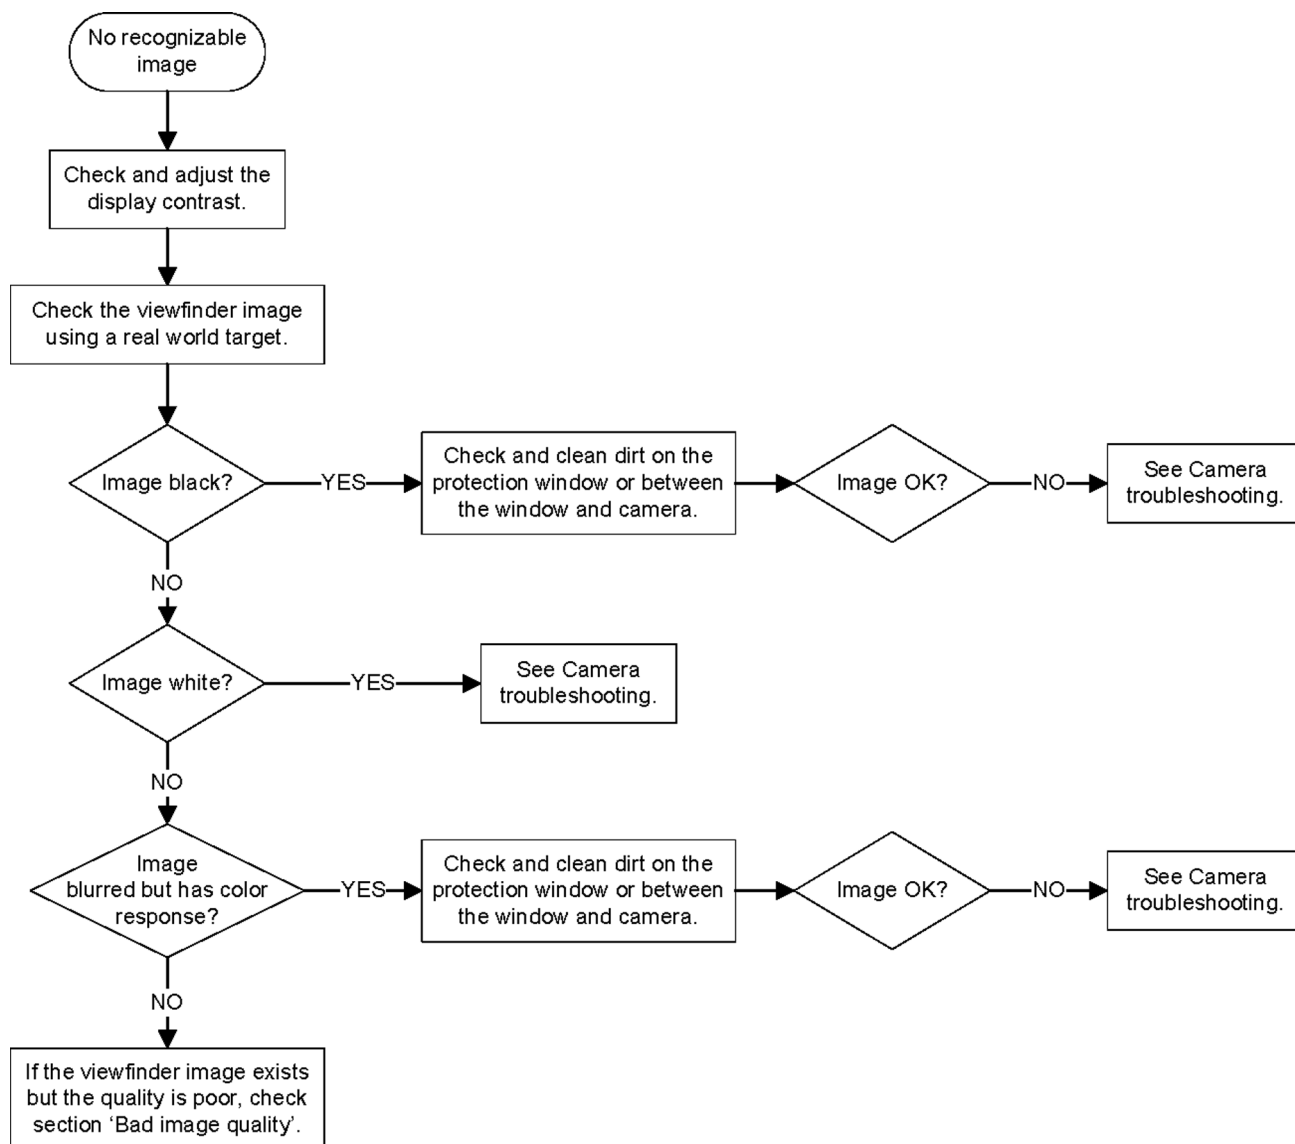 No recognizable
image
Check and adjust the
display contrast.
Check the viewfinder image
using a real world target.
Image black?
YES
Check and clean dirt on the
protection window or between
the window and camera.
Image OK?
NO
See Camera
troubleshooting.
NO
Image white?
YES
See Camera
troubleshooting.
NO
Image
blurred but has color
response?
YES
Check and clean dirt on the
protection window or between
the window and camera.
Image OK?
NO
See Camera
troubleshooting.
NO
If the viewfinder image exists
but the quality is poor, check
section ‘Bad image quality’.